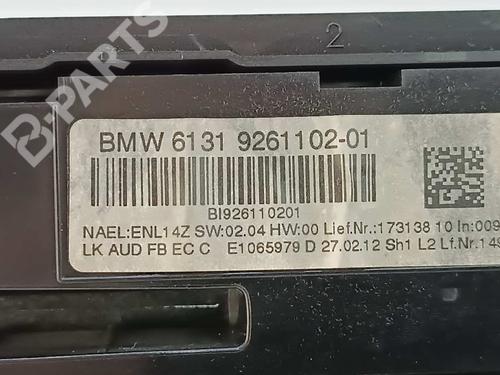 2
BMW 6131 9261102-01
BI926110201
NAEL:ENL14Z SW:02.04 HW:00 Lief.Nr.:173138 10 In:009
LK AUD FB EC C E1065979 D 27.02.12 Sh1 L2 Lf.Nr.:149
B-PARTS